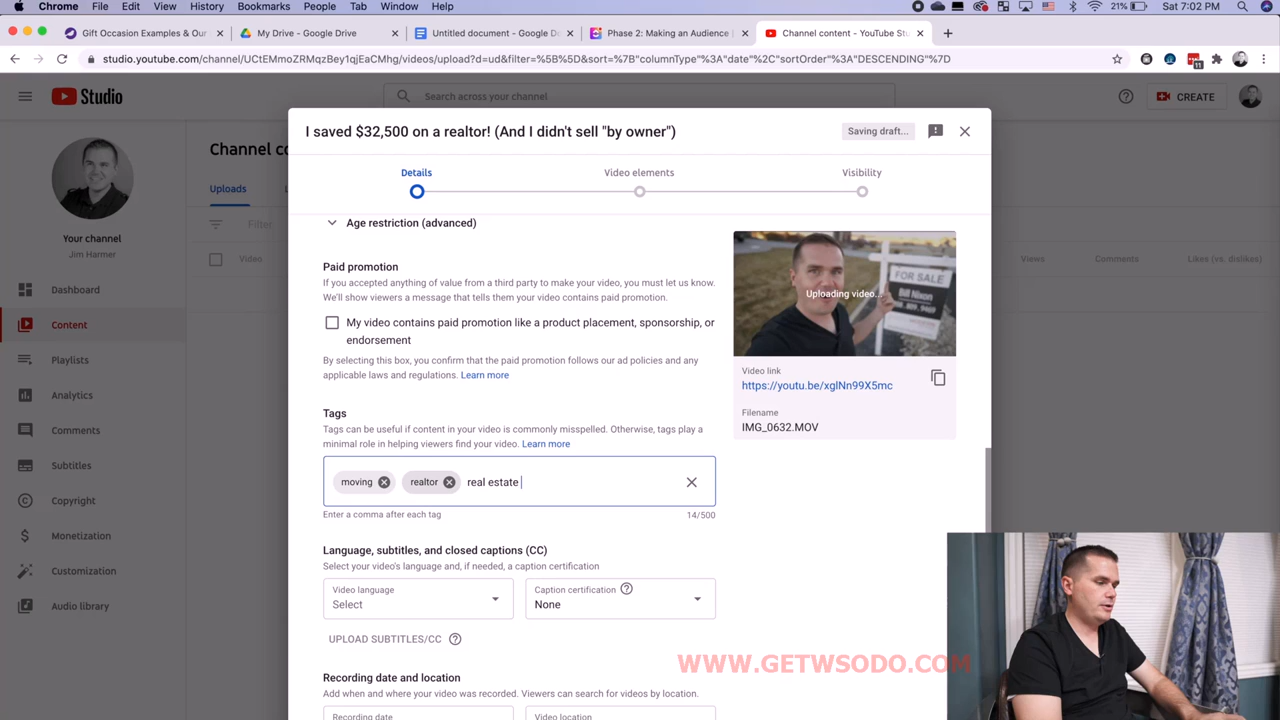 Chrome File Edit View History Bookmarks People Tab Window Help 21% Sat 7:02 PM
Gift Occasion Examples & Our
My Drive - Google Drive
Untitled document - Google D
Phase 2: Making an Audience
Channel content - YouTube St
studio.youtube.com/channel/UCtEMmoZRMqzBey1qjEaCMhg/videos/upload?d=ud&filter=%5B%5D&sort=%7B"columnType"%3A"date"%2C"sortOrder"%3A"DESCENDING"%7D
11
Studio
Search across your channel
CREATE
Your channel
Jim Harmer
Dashboard
Content
Playlists
Analytics
Comments
Subtitles
Copyright
Monetization
Customization
Audio library
Channel co
Uploads
Filter
Video
Views
Comments
Likes (vs. dislikes)
I saved $32,500 on a realtor! (And I didn't sell "by owner")
Saving draft...
Details
Video elements
Visibility
Age restriction (advanced)
Paid promotion
If you accepted anything of value from a third party to make your video, you must let us know.
We'll show viewers a message that tells them your video contains paid promotion.
My video contains paid promotion like a product placement, sponsorship, or
endorsement
By selecting this box, you confirm that the paid promotion follows our ad policies and any
applicable laws and regulations. Learn more
Tags
Tags can be useful if content in your video is commonly misspelled. Otherwise, tags play a
minimal role in helping viewers find your video. Learn more
moving realtor real estate
Enter a comma after each tag
14/500
Language, subtitles, and closed captions (CC)
Select your video's language and, if needed, a caption certification
Video language
Select
Caption certification
None
UPLOAD SUBTITLES/CC
Recording date and location
Add when and where your video was recorded. Viewers can search for videos by location.
Recording date
Video location
FOR SALE
Bill Nixon
Uploading video...
Video link
https://youtu.be/xglNn99X5mc
Filename
IMG_0632.MOV
WWW.GETWSODO.COM